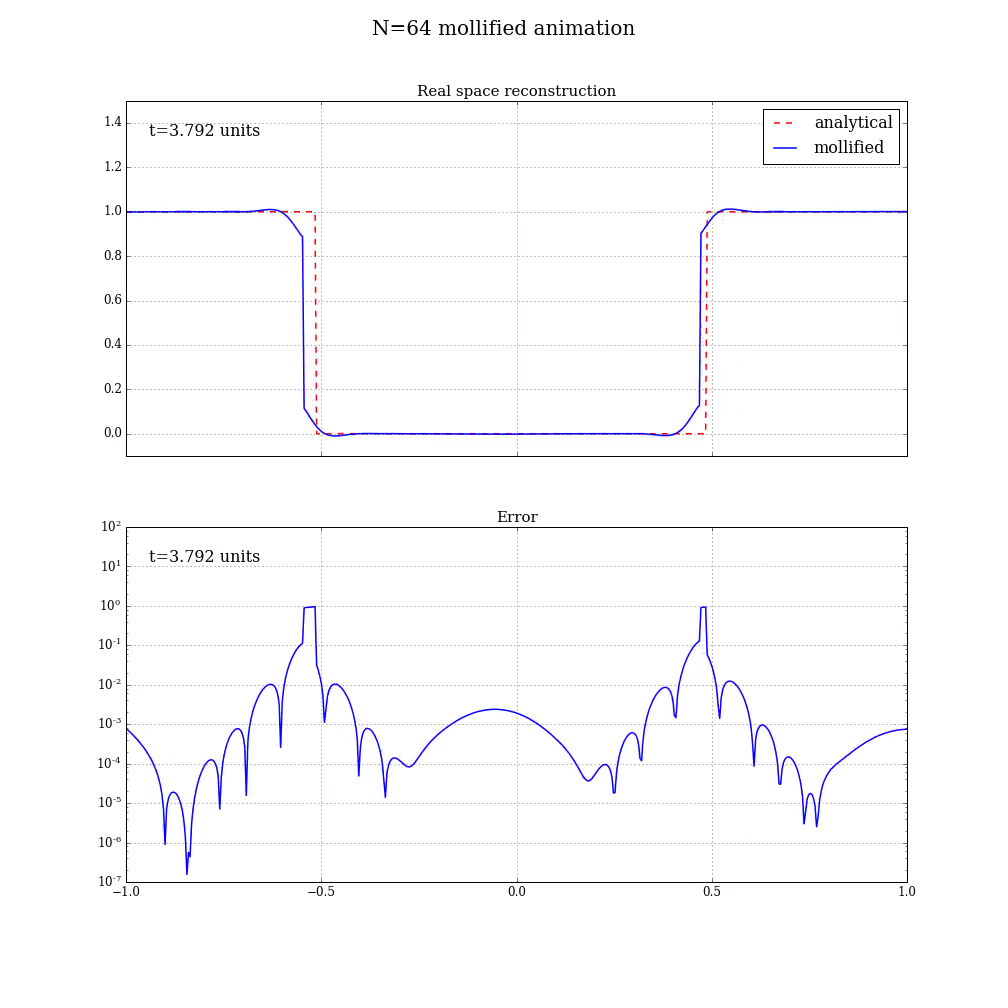 N=64 mollified animation
Real space reconstruction
t=3.792 units
analytical
mollified
1.4
1.2
1.0
0.8
0.6
0.4
0.2
0.0
Error
t=3.792 units
10²
10¹
10⁰
10⁻¹
10⁻²
10⁻³
10⁻⁴
10⁻⁵
10⁻⁶
10⁻⁷
−1.0 −0.5 0.0 0.5 1.0